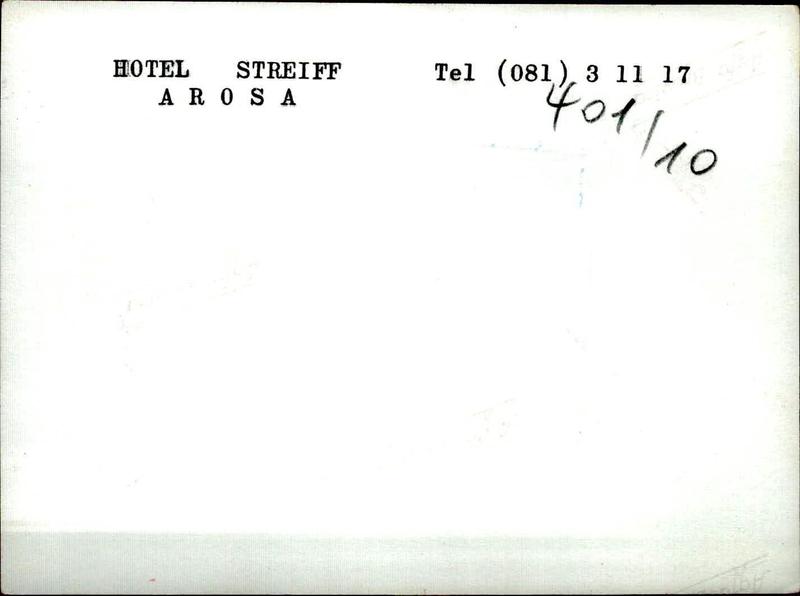 HOTEL STREIFF Tel (081) 3 11 17
A R O S A
401/10